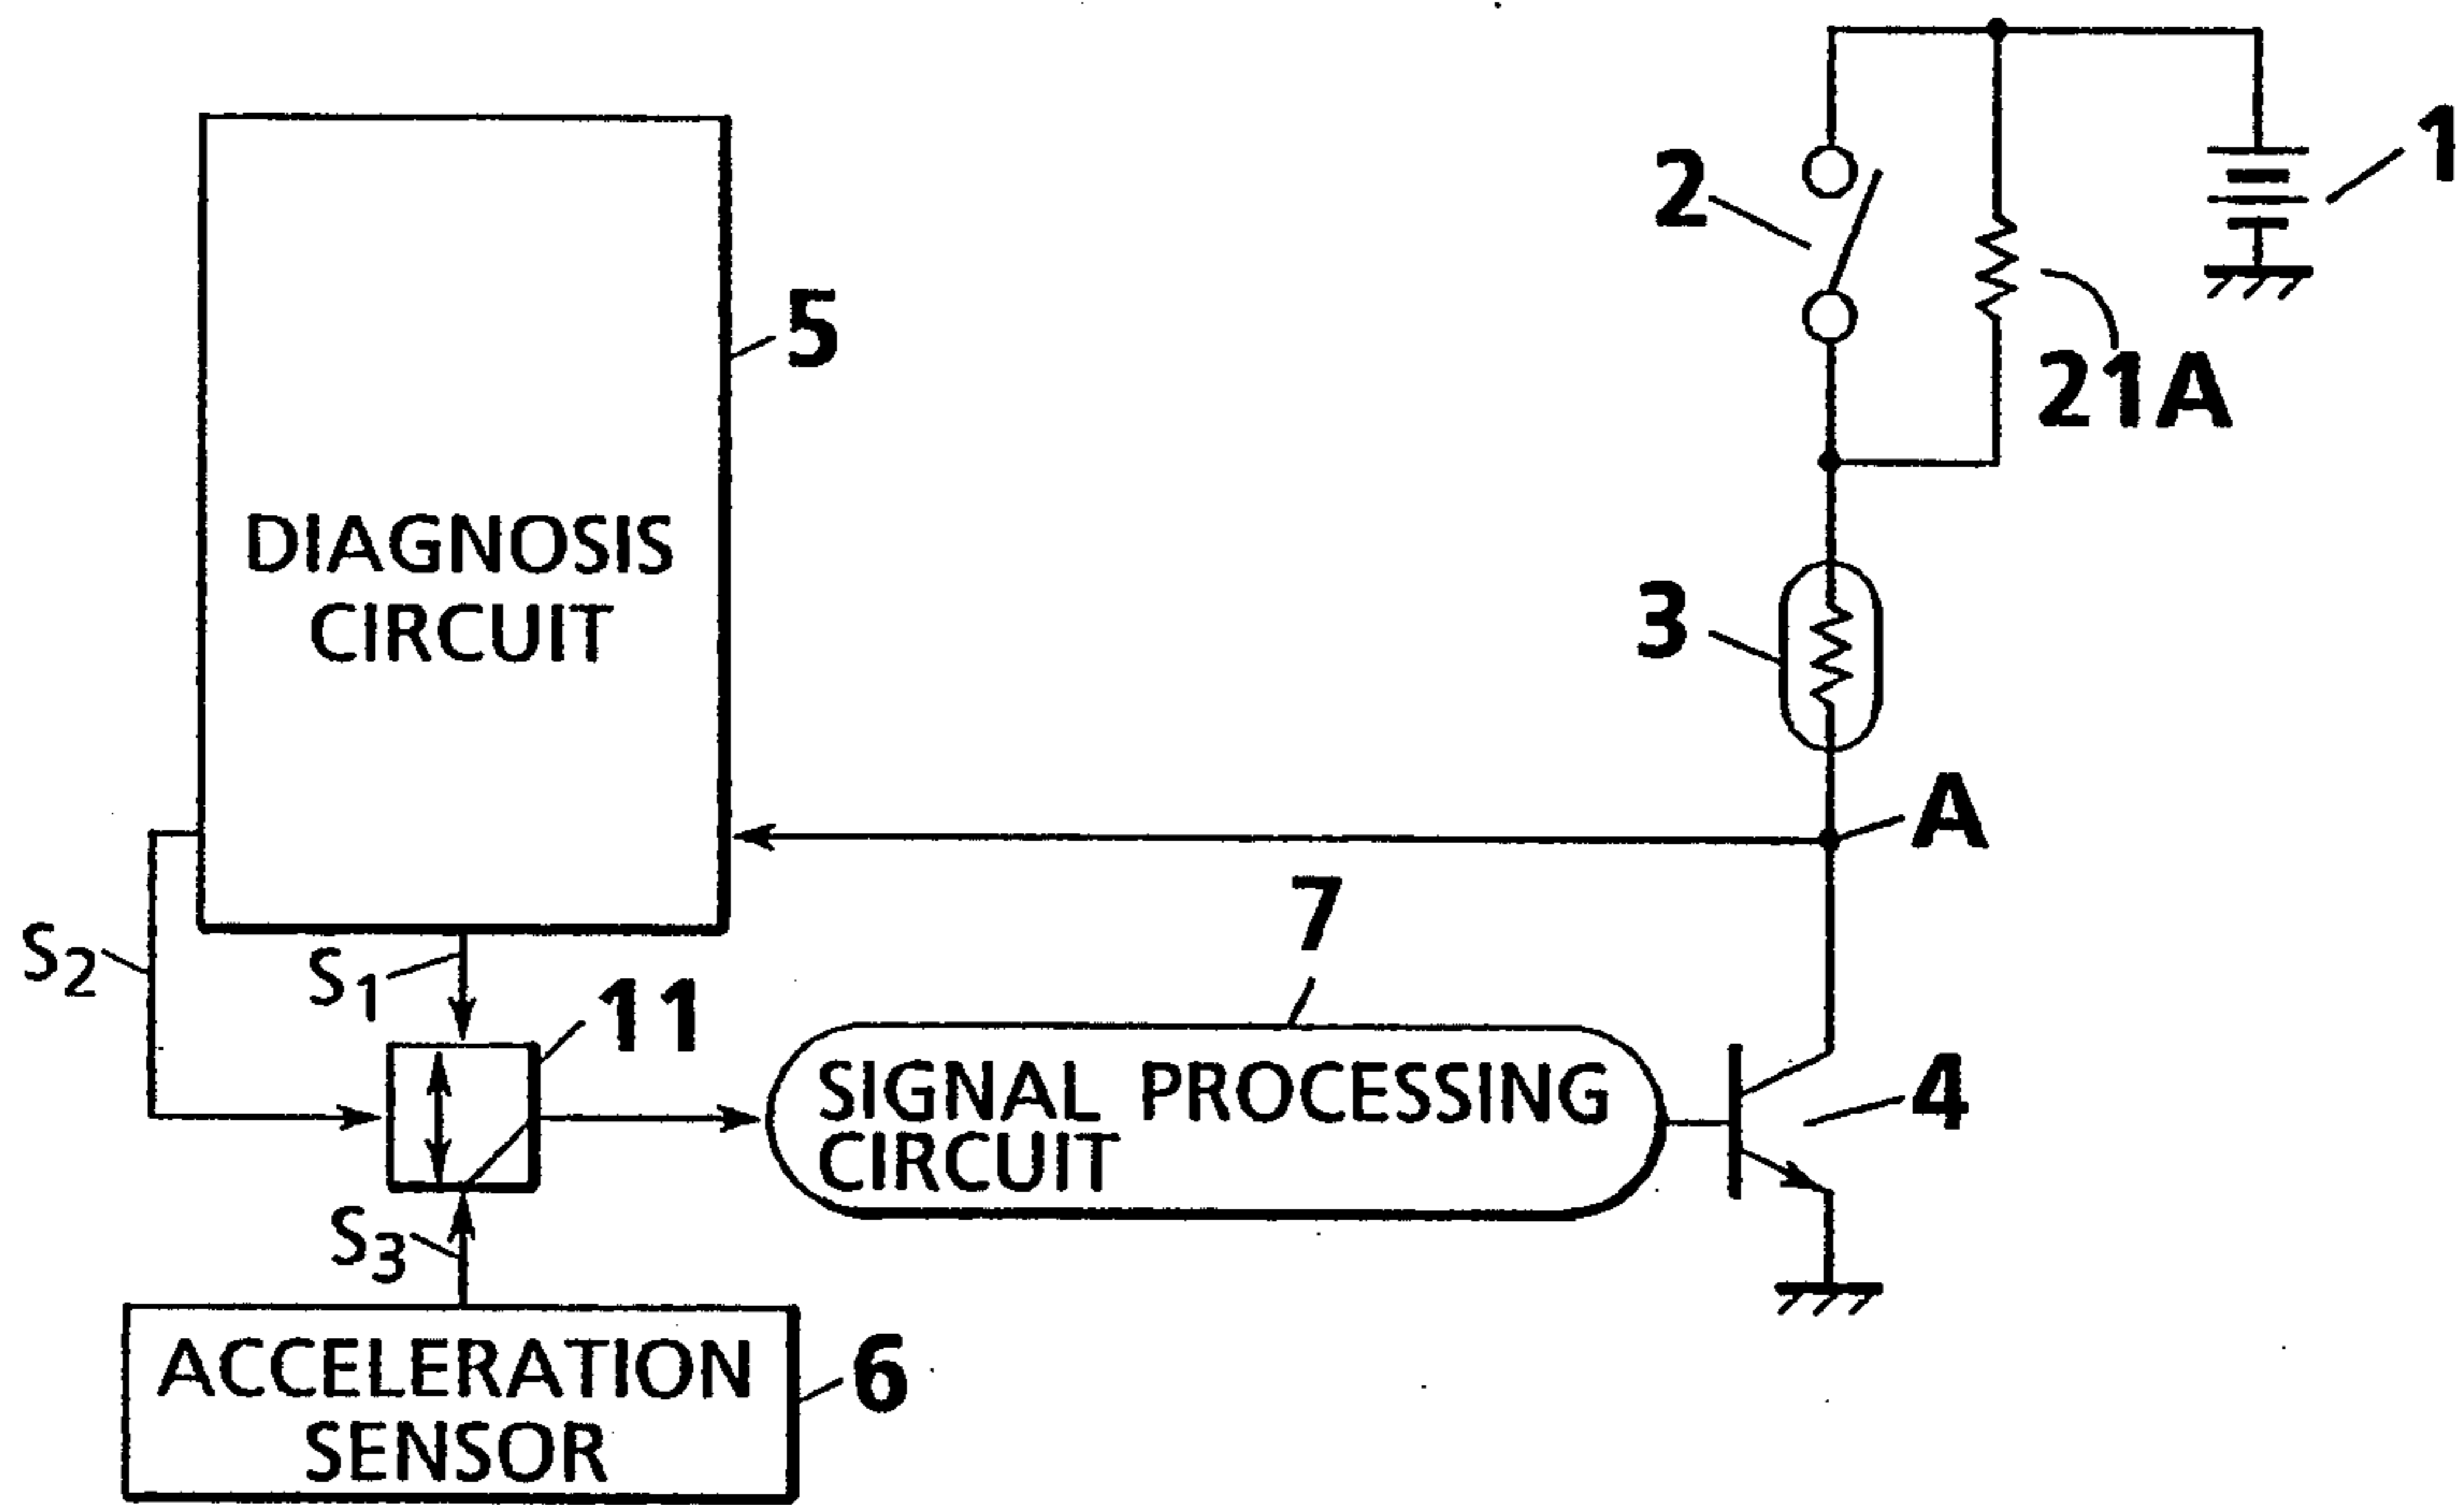 1
2
21A
5
DIAGNOSIS
CIRCUIT
3
A
7
S2
S1
11
SIGNAL PROCESSING
CIRCUIT
4
S3
ACCELERATION
SENSOR
6